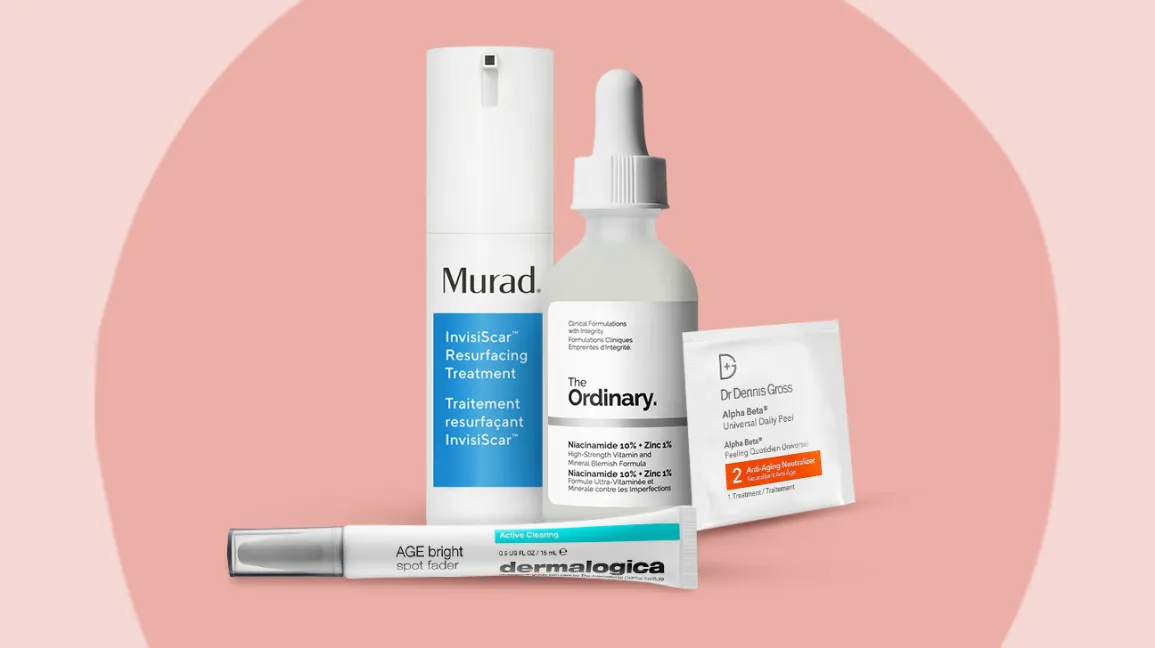 Murad®
InvisiScar™
Resurfacing
Treatment
Traitement
resurfaçant
InvisiScar™
Clinical Formulations
with Integrity.
Formulations Cliniques
Empreintes d'Intégrité.
The
Ordinary.
Niacinamide 10% + Zinc 1%
High-Strength Vitamin and
Mineral Blemish Formula
Niacinamide 10% + Zinc 1%
Formule Ultra-Vitaminée et
Minérale contre les Imperfections
DG
Dr Dennis Gross
Alpha Beta®
Universal Daily Peel
Alpha Beta®
Peeling Quotidien Universal
2 Anti-Aging Neutralizer
1 Treatment / Traitement
AGE bright
spot fader
Active Clearing
0.5 US FL OZ / 15 mL ℮
dermalogica